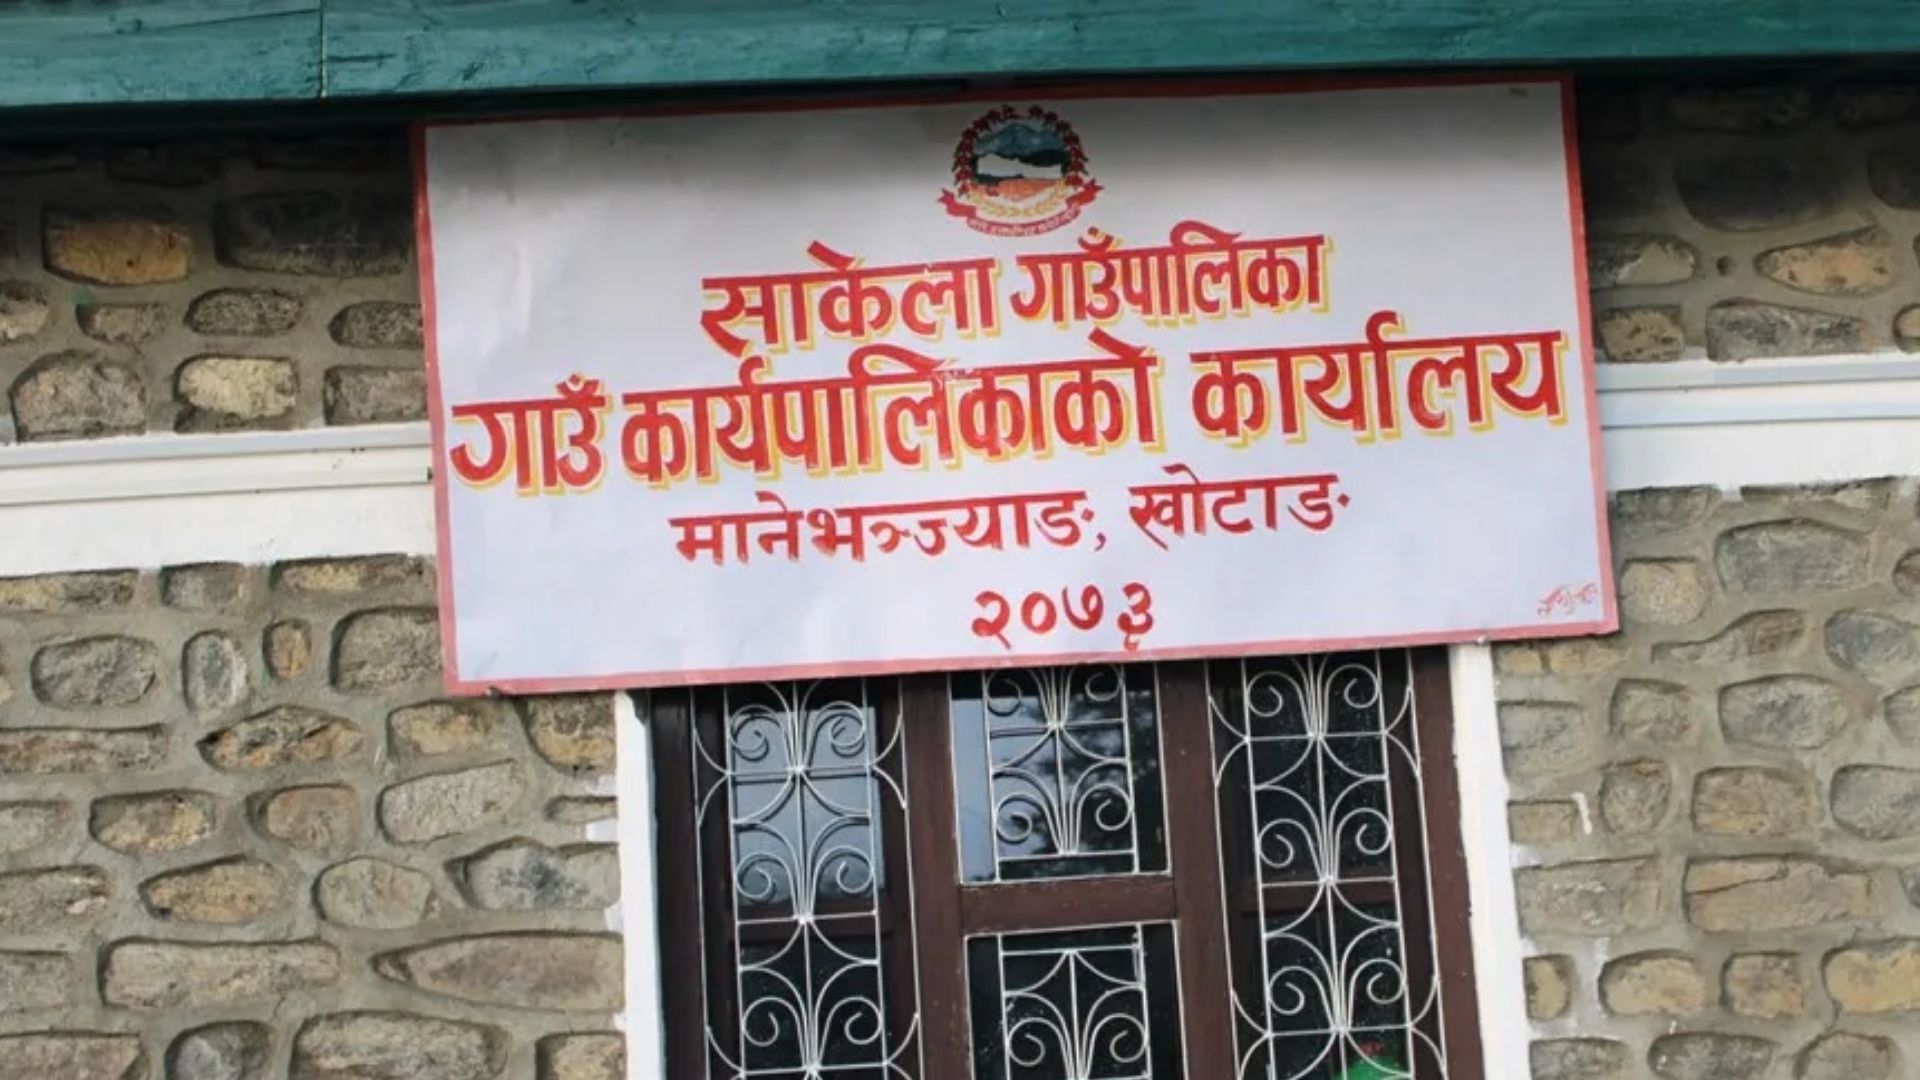 साकेला गाउँपालिका
गाउँ कार्यपालिकाको कार्यालय
मानेभञ्ज्याङ, खोटाङ
२०७३